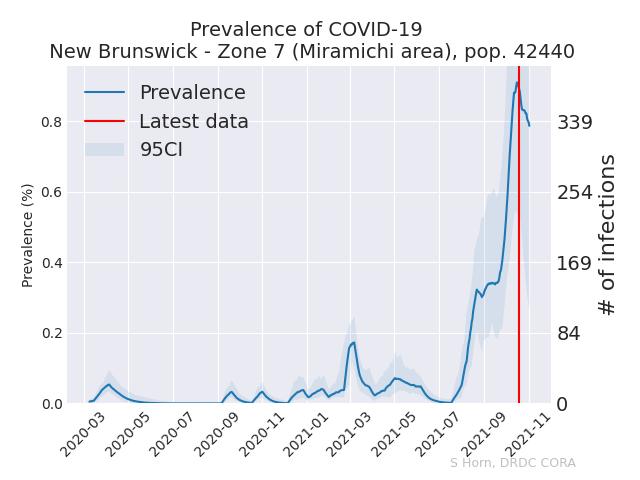 Prevalence of COVID-19
New Brunswick - Zone 7 (Miramichi area), pop. 42440
Prevalence
Latest data
95CI
Prevalence (%)
0.8
0.6
0.4
0.2
0.0
339
254
169
84
0
# of infections
2020-03
2020-05
2020-07
2020-09
2020-11
2021-01
2021-03
2021-05
2021-07
2021-09
2021-11
S Horn, DRDC CORA